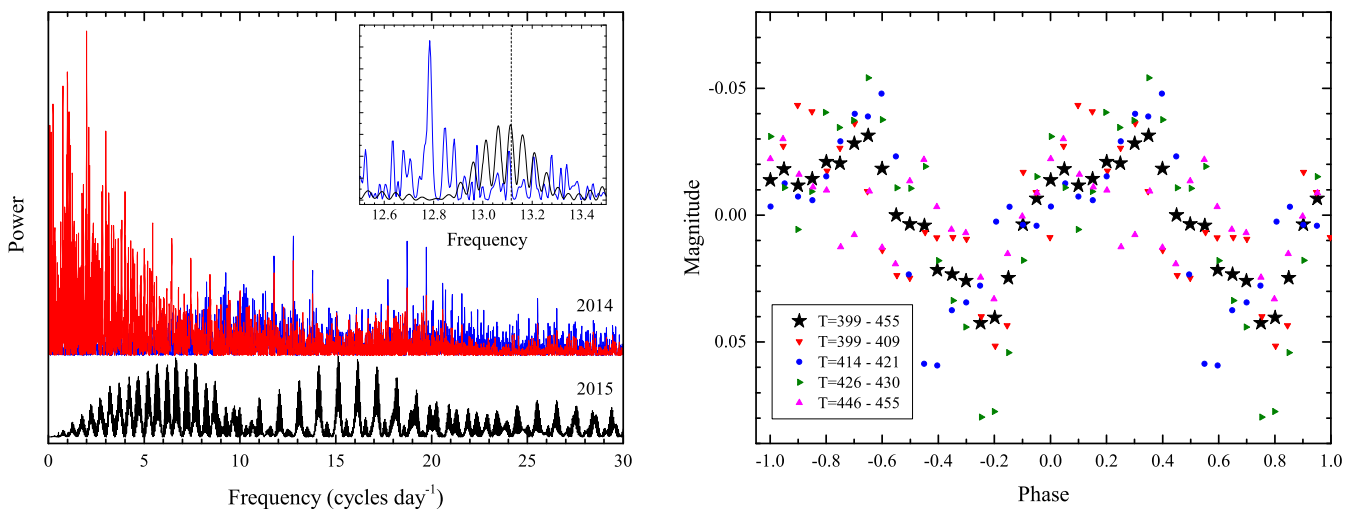 Power
12.6 12.8 13.0 13.2 13.4
Frequency
2014
2015
0 5 10 15 20 25 30
Frequency (cycles day-1)
Magnitude
-0.05
0.00
0.05
T=399 - 455
T=399 - 409
T=414 - 421
T=426 - 430
T=446 - 455
-1.0 -0.8 -0.6 -0.4 -0.2 0.0 0.2 0.4 0.6 0.8 1.0
Phase